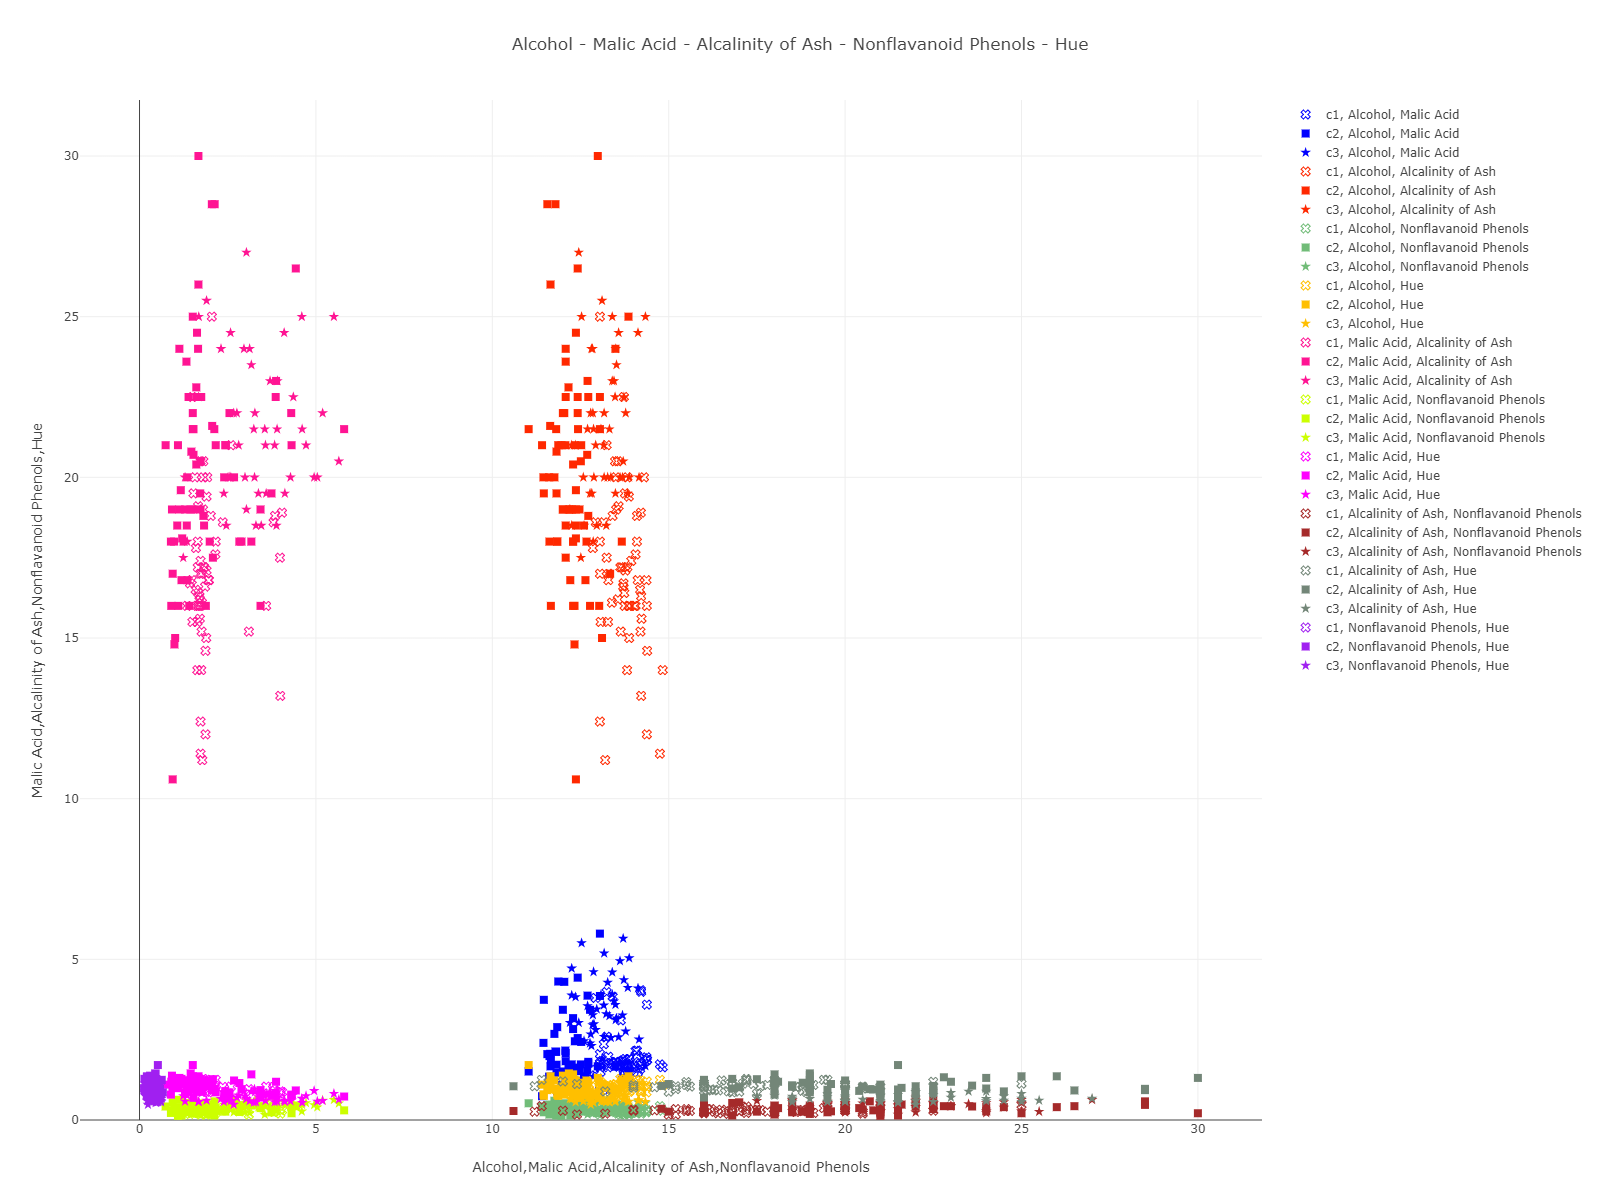 Alcohol - Malic Acid - Alcalinity of Ash - Nonflavanoid Phenols - Hue
Malic Acid,Alcalinity of Ash,Nonflavanoid Phenols,Hue
30
25
20
15
10
5
0
0 5 10 15 20 25 30
Alcohol,Malic Acid,Alcalinity of Ash,Nonflavanoid Phenols
c1, Alcohol, Malic Acid
c2, Alcohol, Malic Acid
c3, Alcohol, Malic Acid
c1, Alcohol, Alcalinity of Ash
c2, Alcohol, Alcalinity of Ash
c3, Alcohol, Alcalinity of Ash
c1, Alcohol, Nonflavanoid Phenols
c2, Alcohol, Nonflavanoid Phenols
c3, Alcohol, Nonflavanoid Phenols
c1, Alcohol, Hue
c2, Alcohol, Hue
c3, Alcohol, Hue
c1, Malic Acid, Alcalinity of Ash
c2, Malic Acid, Alcalinity of Ash
c3, Malic Acid, Alcalinity of Ash
c1, Malic Acid, Nonflavanoid Phenols
c2, Malic Acid, Nonflavanoid Phenols
c3, Malic Acid, Nonflavanoid Phenols
c1, Malic Acid, Hue
c2, Malic Acid, Hue
c3, Malic Acid, Hue
c1, Alcalinity of Ash, Nonflavanoid Phenols
c2, Alcalinity of Ash, Nonflavanoid Phenols
c3, Alcalinity of Ash, Nonflavanoid Phenols
c1, Alcalinity of Ash, Hue
c2, Alcalinity of Ash, Hue
c3, Alcalinity of Ash, Hue
c1, Nonflavanoid Phenols, Hue
c2, Nonflavanoid Phenols, Hue
c3, Nonflavanoid Phenols, Hue